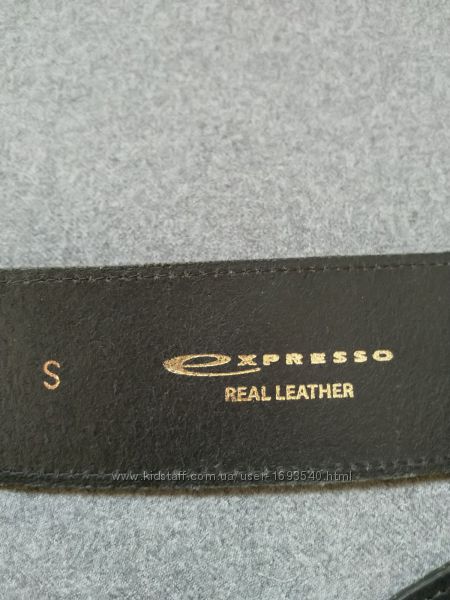 S
eXPRESSO
REAL LEATHER
www.kidstaff.com.ua/user-1693540.html